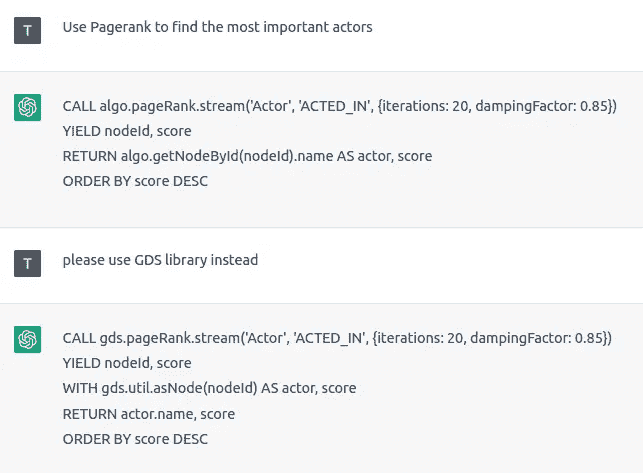 T
Use Pagerank to find the most important actors
CALL algo.pageRank.stream('Actor', 'ACTED_IN', {iterations: 20, dampingFactor: 0.85})
YIELD nodeId, score
RETURN algo.getNodeById(nodeId).name AS actor, score
ORDER BY score DESC
T
please use GDS library instead
CALL gds.pageRank.stream('Actor', 'ACTED_IN', {iterations: 20, dampingFactor: 0.85})
YIELD nodeId, score
WITH gds.util.asNode(nodeId) AS actor, score
RETURN actor.name, score
ORDER BY score DESC